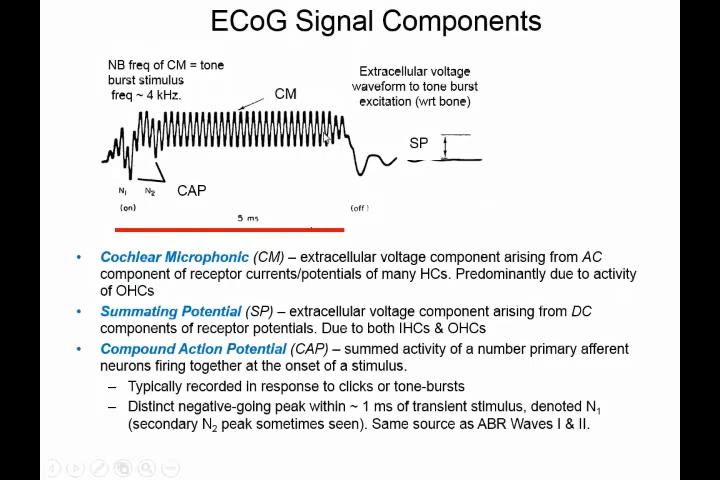 ECoG Signal Components
NB freq of CM = tone
burst stimulus
freq ~ 4 kHz.
CM
Extracellular voltage
waveform to tone burst
excitation (wrt bone)
SP
N₁ N₂ CAP
(on)
(off)
5 ms
• Cochlear Microphonic (CM) – extracellular voltage component arising from AC
component of receptor currents/potentials of many HCs. Predominantly due to activity
of OHCs
• Summating Potential (SP) – extracellular voltage component arising from DC
components of receptor potentials. Due to both IHCs & OHCs
• Compound Action Potential (CAP) – summed activity of a number primary afferent
neurons firing together at the onset of a stimulus.
– Typically recorded in response to clicks or tone-bursts
– Distinct negative-going peak within ~ 1 ms of transient stimulus, denoted N₁
(secondary N₂ peak sometimes seen). Same source as ABR Waves I & II.